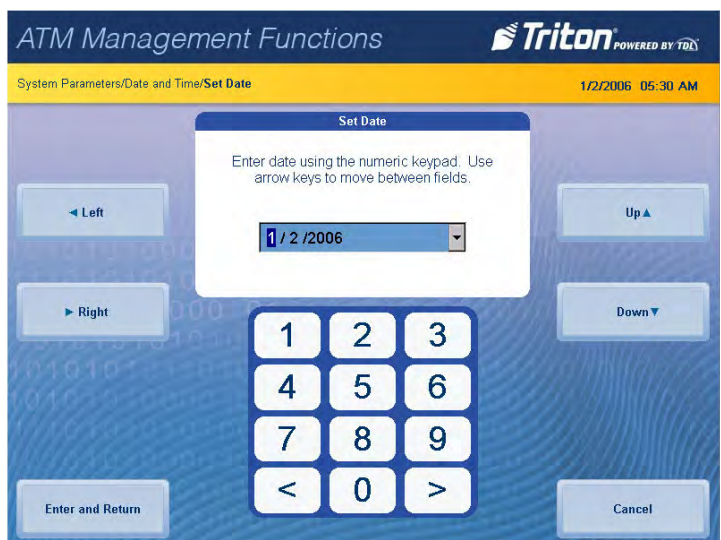 ATM Management Functions
Triton POWERED BY TDL
System Parameters/Date and Time/Set Date
1/2/2006 05:30 AM
Set Date
Enter date using the numeric keypad. Use
arrow keys to move between fields.
◄ Left
Up ▲
1 / 2 /2006
► Right
Down ▼
1 2 3
4 5 6
7 8 9
< 0 >
Enter and Return
Cancel